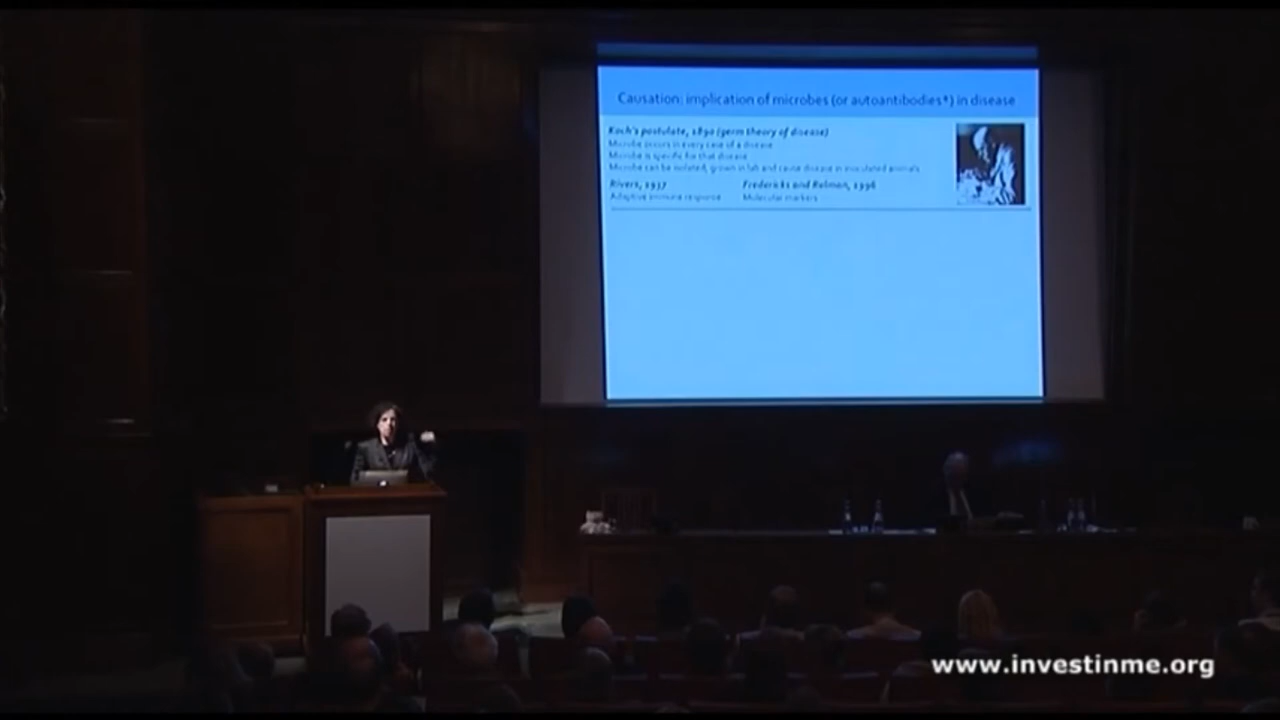 Causation: implication of microbes (or autoantibodies*) in disease
Koch's postulate, 1890 (germ theory of disease)
Microbe occurs in every case of a disease
Microbe is specific for that disease
Microbe can be isolated, grown in lab and cause disease in inoculated animals
Rivers, 1937 Fredericks and Relman, 1996
Adaptive immune response Molecular markers
www.investinme.org